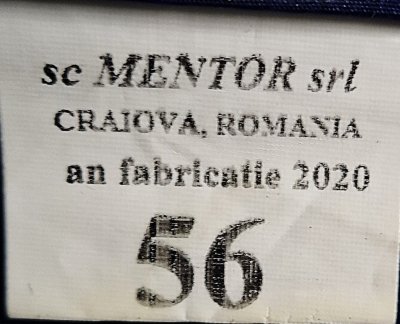 sc MENTOR srl
CRAIOVA, ROMANIA
an fabricatie 2020
56